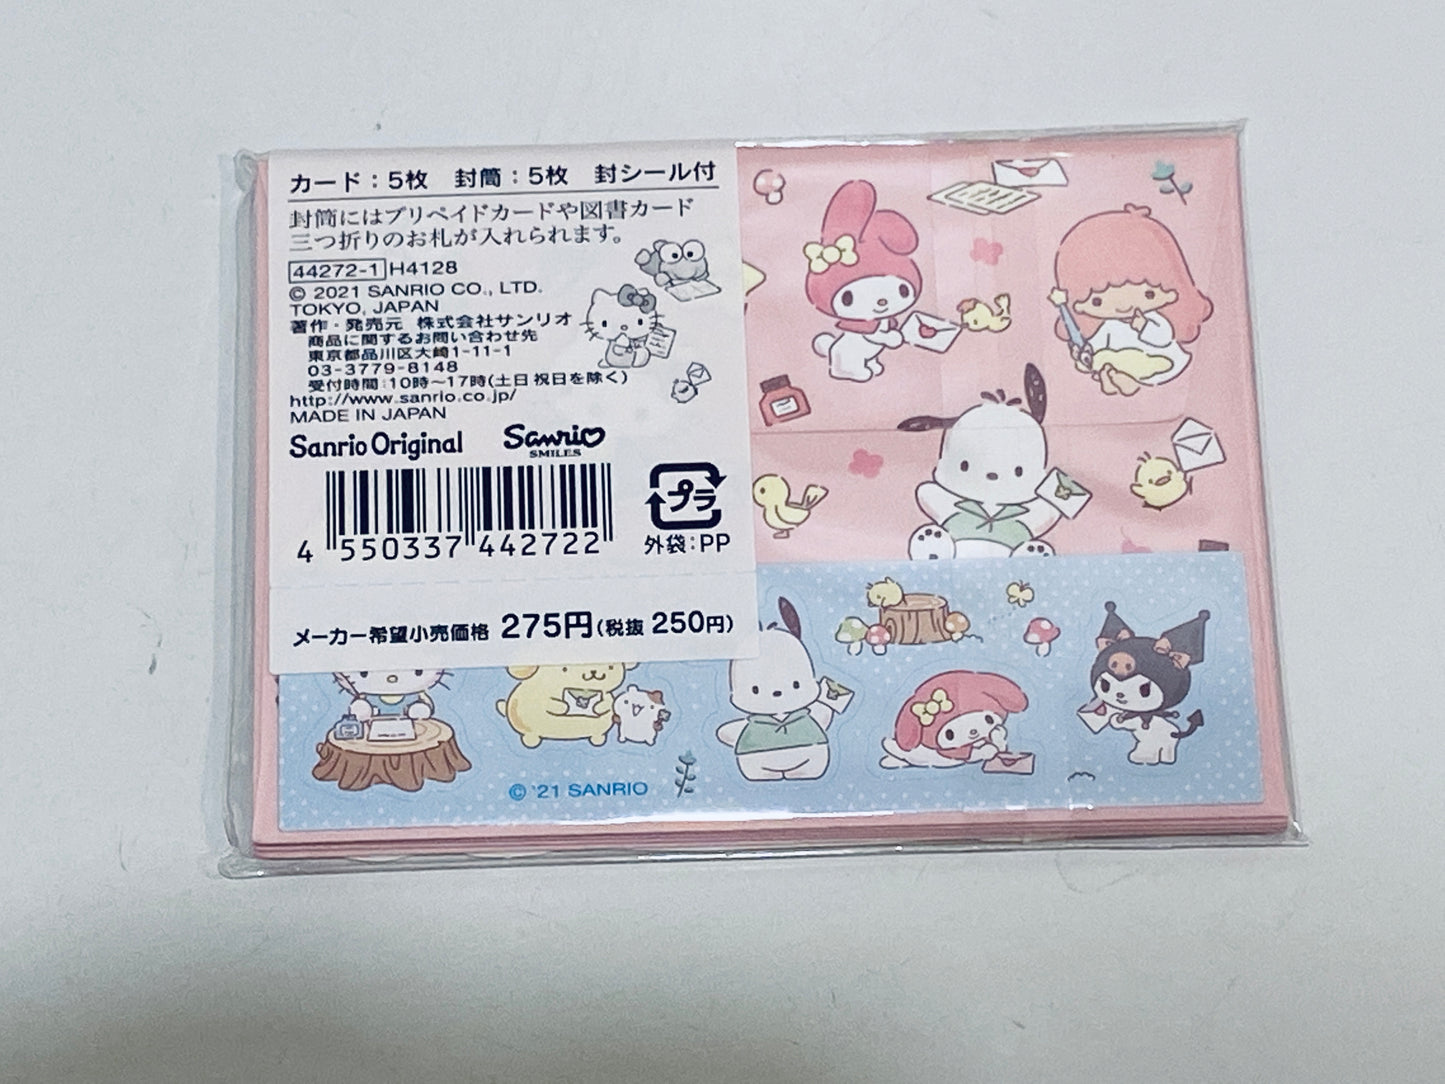 カード：5枚　封筒：5枚　封シール付
封筒にはプリペイドカードや図書カード
三つ折りのお札が入れられます。
44272-1 H4128
© 2021 SANRIO CO., LTD.
TOKYO, JAPAN
著作・発売元　株式会社サンリオ
商品に関するお問い合わせ先
東京都品川区大崎1-11-1
03-3779-8148
受付時間：10時〜17時(土日祝日を除く)
http://www.sanrio.co.jp/
MADE IN JAPAN
Sanrio Original
Sanrio
SMILES
4 550337 442722
プラ
外袋：PP
メーカー希望小売価格 275円(税抜 250円)
© '21 SANRIO